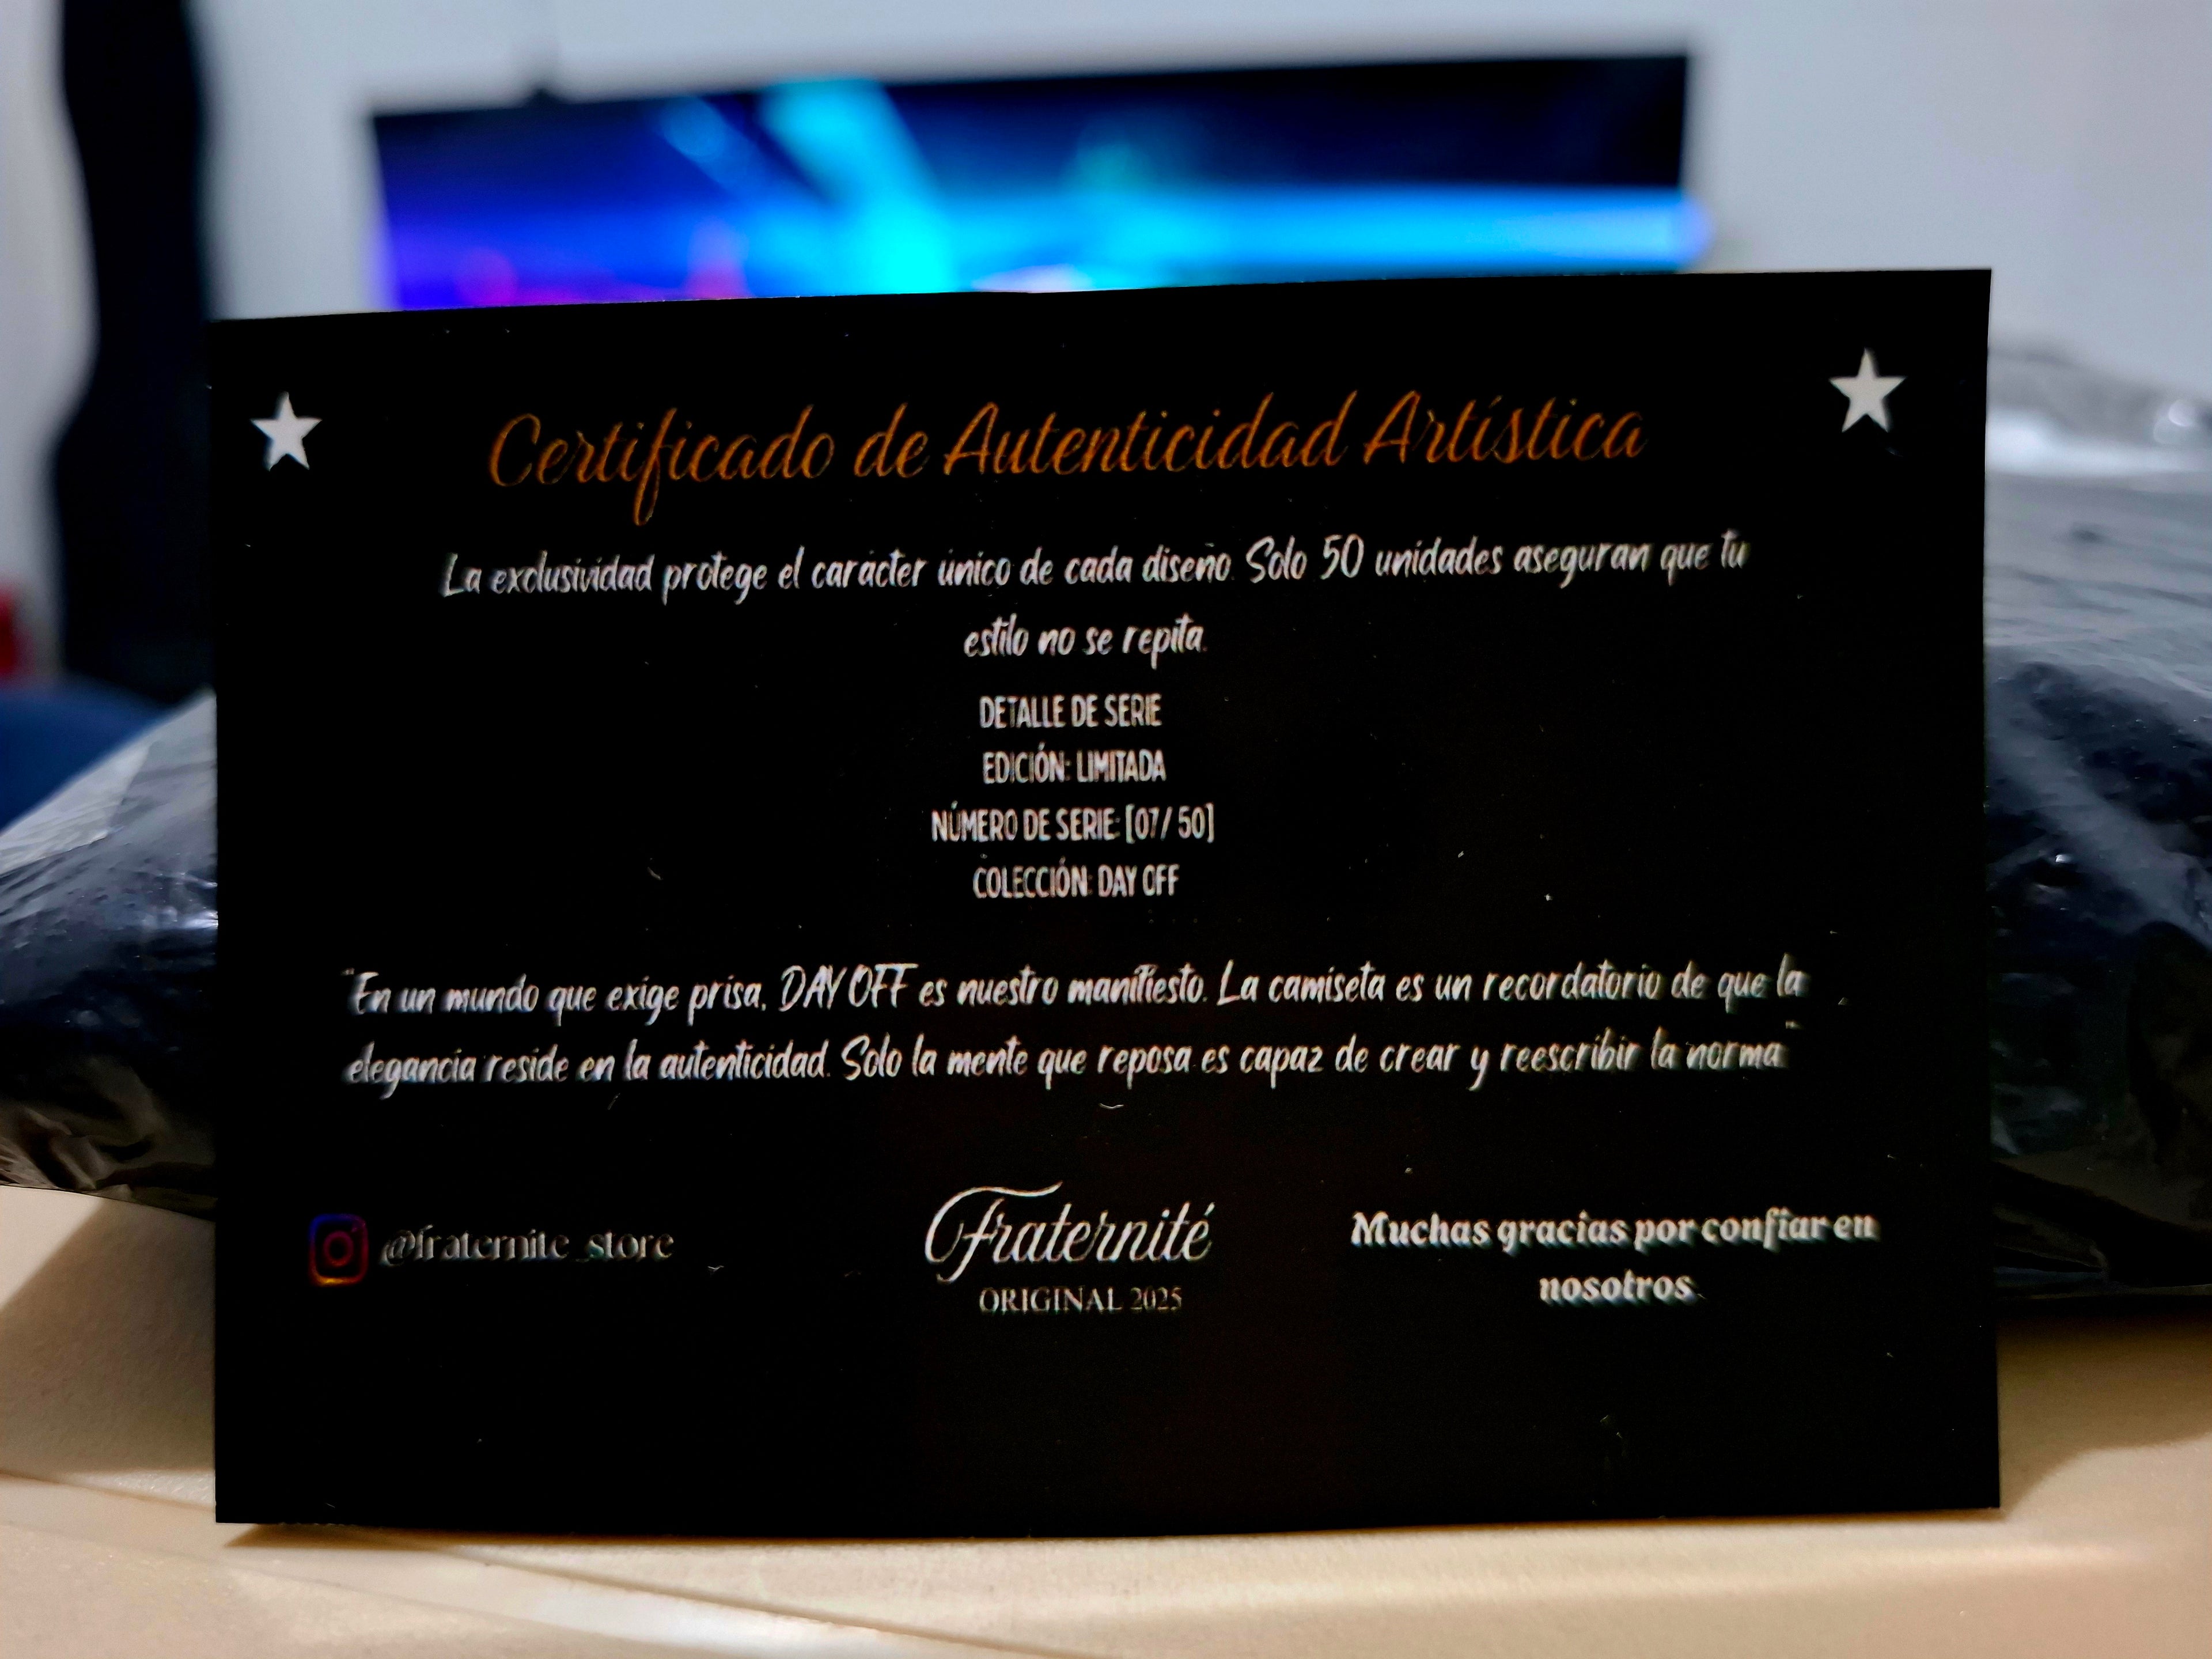 Certificado de Autenticidad Artística
La exclusividad protege el carácter único de cada diseño. Solo 50 unidades aseguran que tu
estilo no se repita.
DETALLE DE SERIE
EDICIÓN: LIMITADA
NÚMERO DE SERIE: [07/ 50]
COLECCIÓN: DAY OFF
"En un mundo que exige prisa, DAY OFF es nuestro manifiesto. La camiseta es un recordatorio de que la
elegancia reside en la autenticidad. Solo la mente que reposa es capaz de crear y reescribir la norma"
@fraternite_store
Fraternité
ORIGINAL 2025
Muchas gracias por confiar en
nosotros.